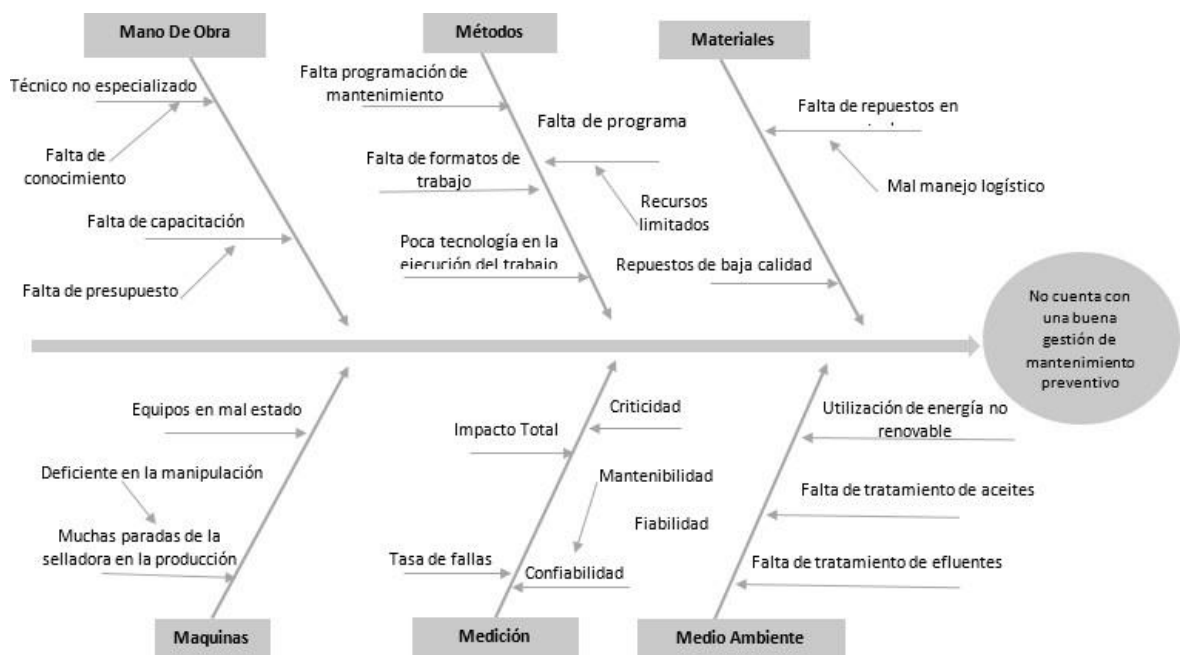 Mano De Obra
Métodos
Materiales
Técnico no especializado
Falta de
conocimiento
Falta de capacitación
Falta de presupuesto
Falta programación de
mantenimiento
Falta de programa
Falta de formatos de
trabajo
Recursos
limitados
Poca tecnología en la
ejecución del trabajo
Falta de repuestos en
Mal manejo logístico
Repuestos de baja calidad
No cuenta con
una buena
gestión de
mantenimiento
preventivo
Equipos en mal estado
Deficiente en la manipulación
Muchas paradas de la
selladora en la producción
Criticidad
Impacto Total
Mantenibilidad
Fiabilidad
Tasa de fallas
Confiabilidad
Utilización de energía no
renovable
Falta de tratamiento de aceites
Falta de tratamiento de efluentes
Maquinas
Medición
Medio Ambiente